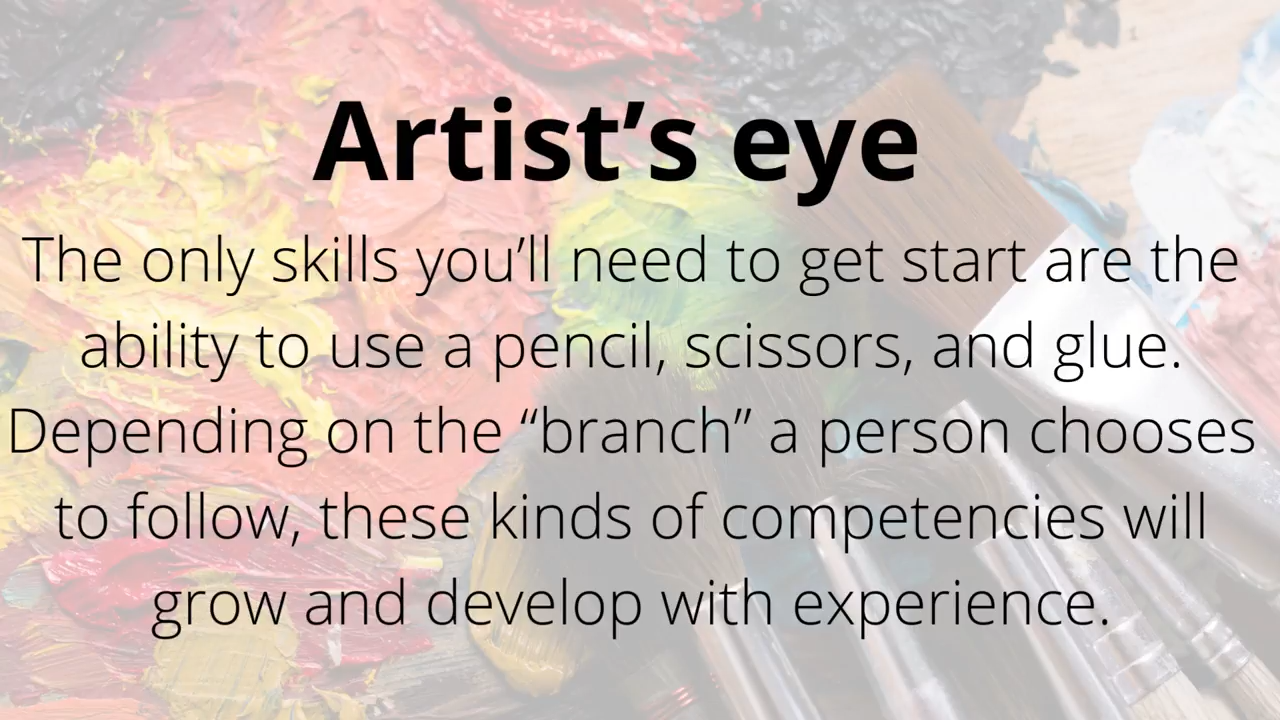 Artist’s eye
The only skills you’ll need to get start are the
ability to use a pencil, scissors, and glue.
Depending on the “branch” a person chooses
to follow, these kinds of competencies will
grow and develop with experience.